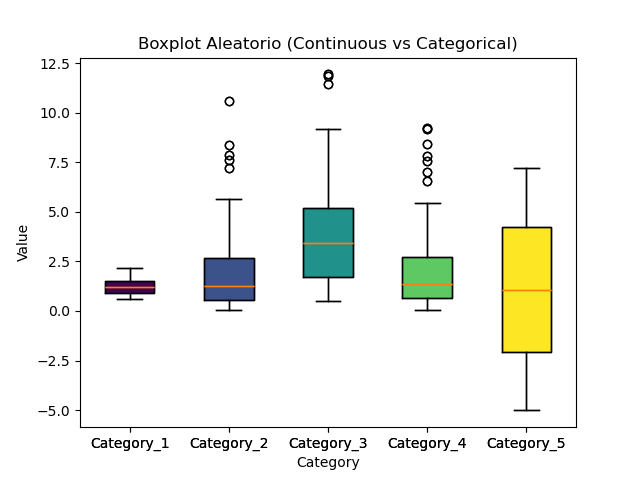 Boxplot Aleatorio (Continuous vs Categorical)
12.5
10.0
7.5
5.0
2.5
0.0
−2.5
−5.0
Value
Category_1 Category_2 Category_3 Category_4 Category_5
Category